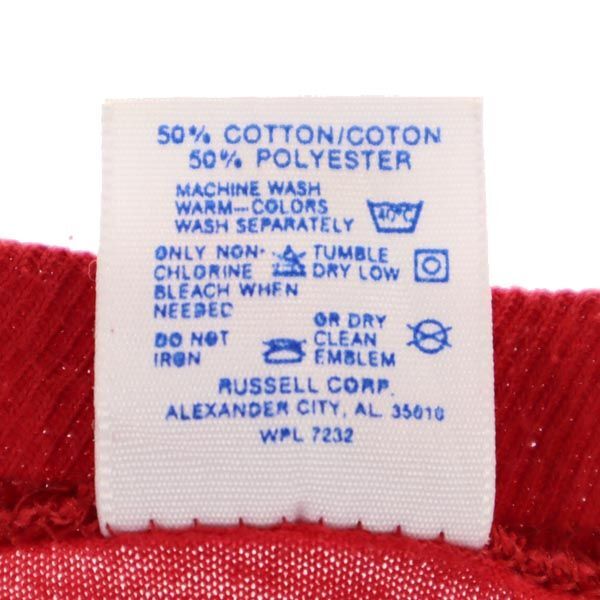 50% COTTON/COTON
50% POLYESTER
MACHINE WASH
WARM—COLORS
WASH SEPARATELY
40°C
ONLY NON-
CHLORINE
BLEACH WHEN
NEEDED
TUMBLE
DRY LOW
DO NOT
IRON
OR DRY
CLEAN
EMBLEM
RUSSELL CORP.
ALEXANDER CITY, AL 35010
WPL 7232